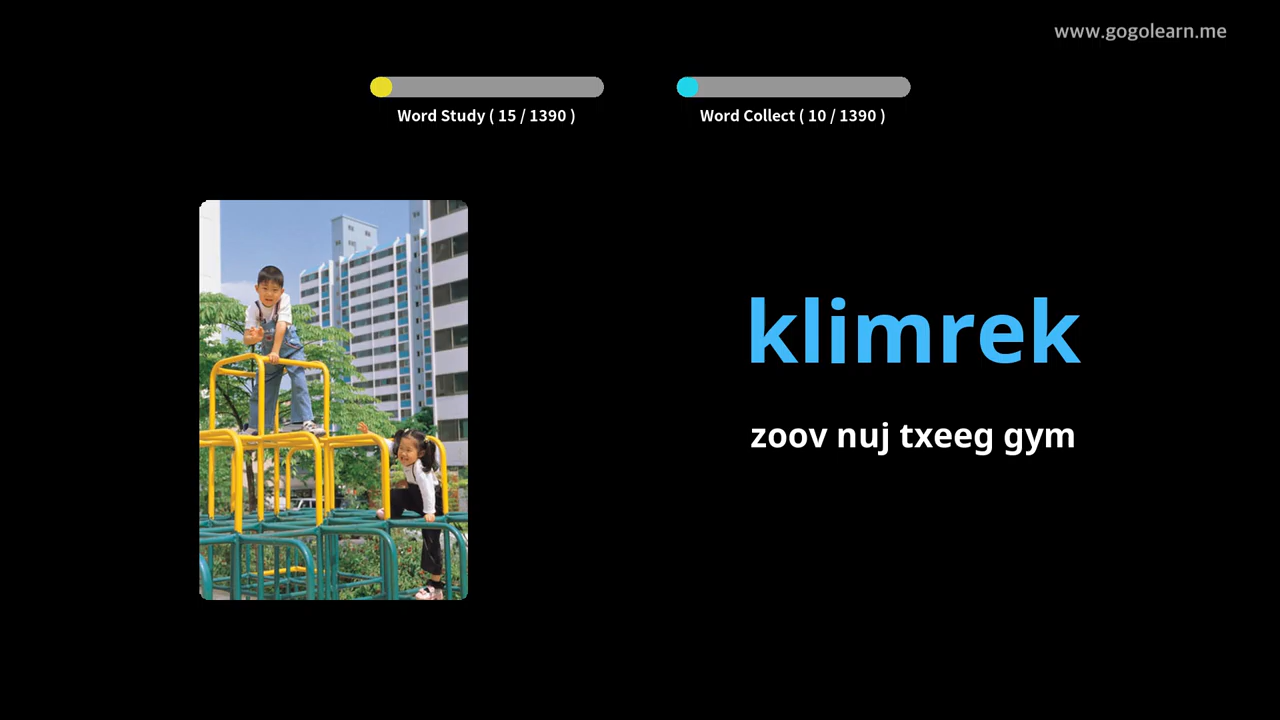 www.gogolearn.me
Word Study ( 15 / 1390 )
Word Collect ( 10 / 1390 )
klimrek
zoov nuj txeeg gym